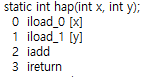 static int hap(int x, int y);
0 iload_0 [x]
1 iload_1 [y]
2 iadd
3 ireturn